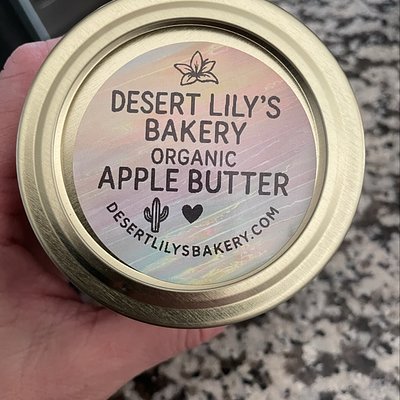 DESERT LILY'S
BAKERY
ORGANIC
APPLE BUTTER
DESERTLILYSBAKERY.COM